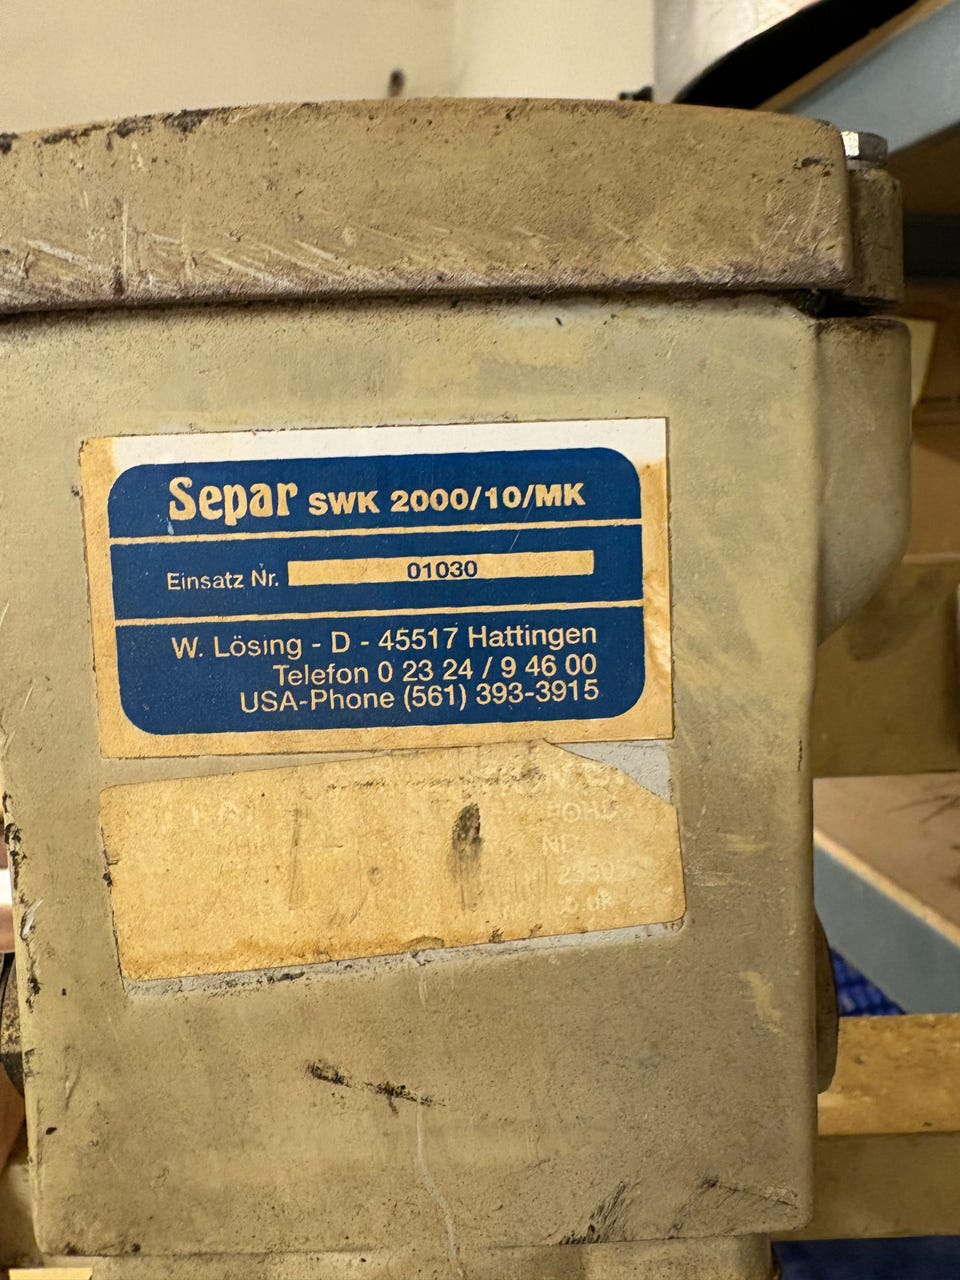 Separ SWK 2000/10/MK
Einsatz Nr. 01030
W. Lösing - D - 45517 Hattingen
Telefon 0 23 24 / 9 46 00
USA-Phone (561) 393-3915